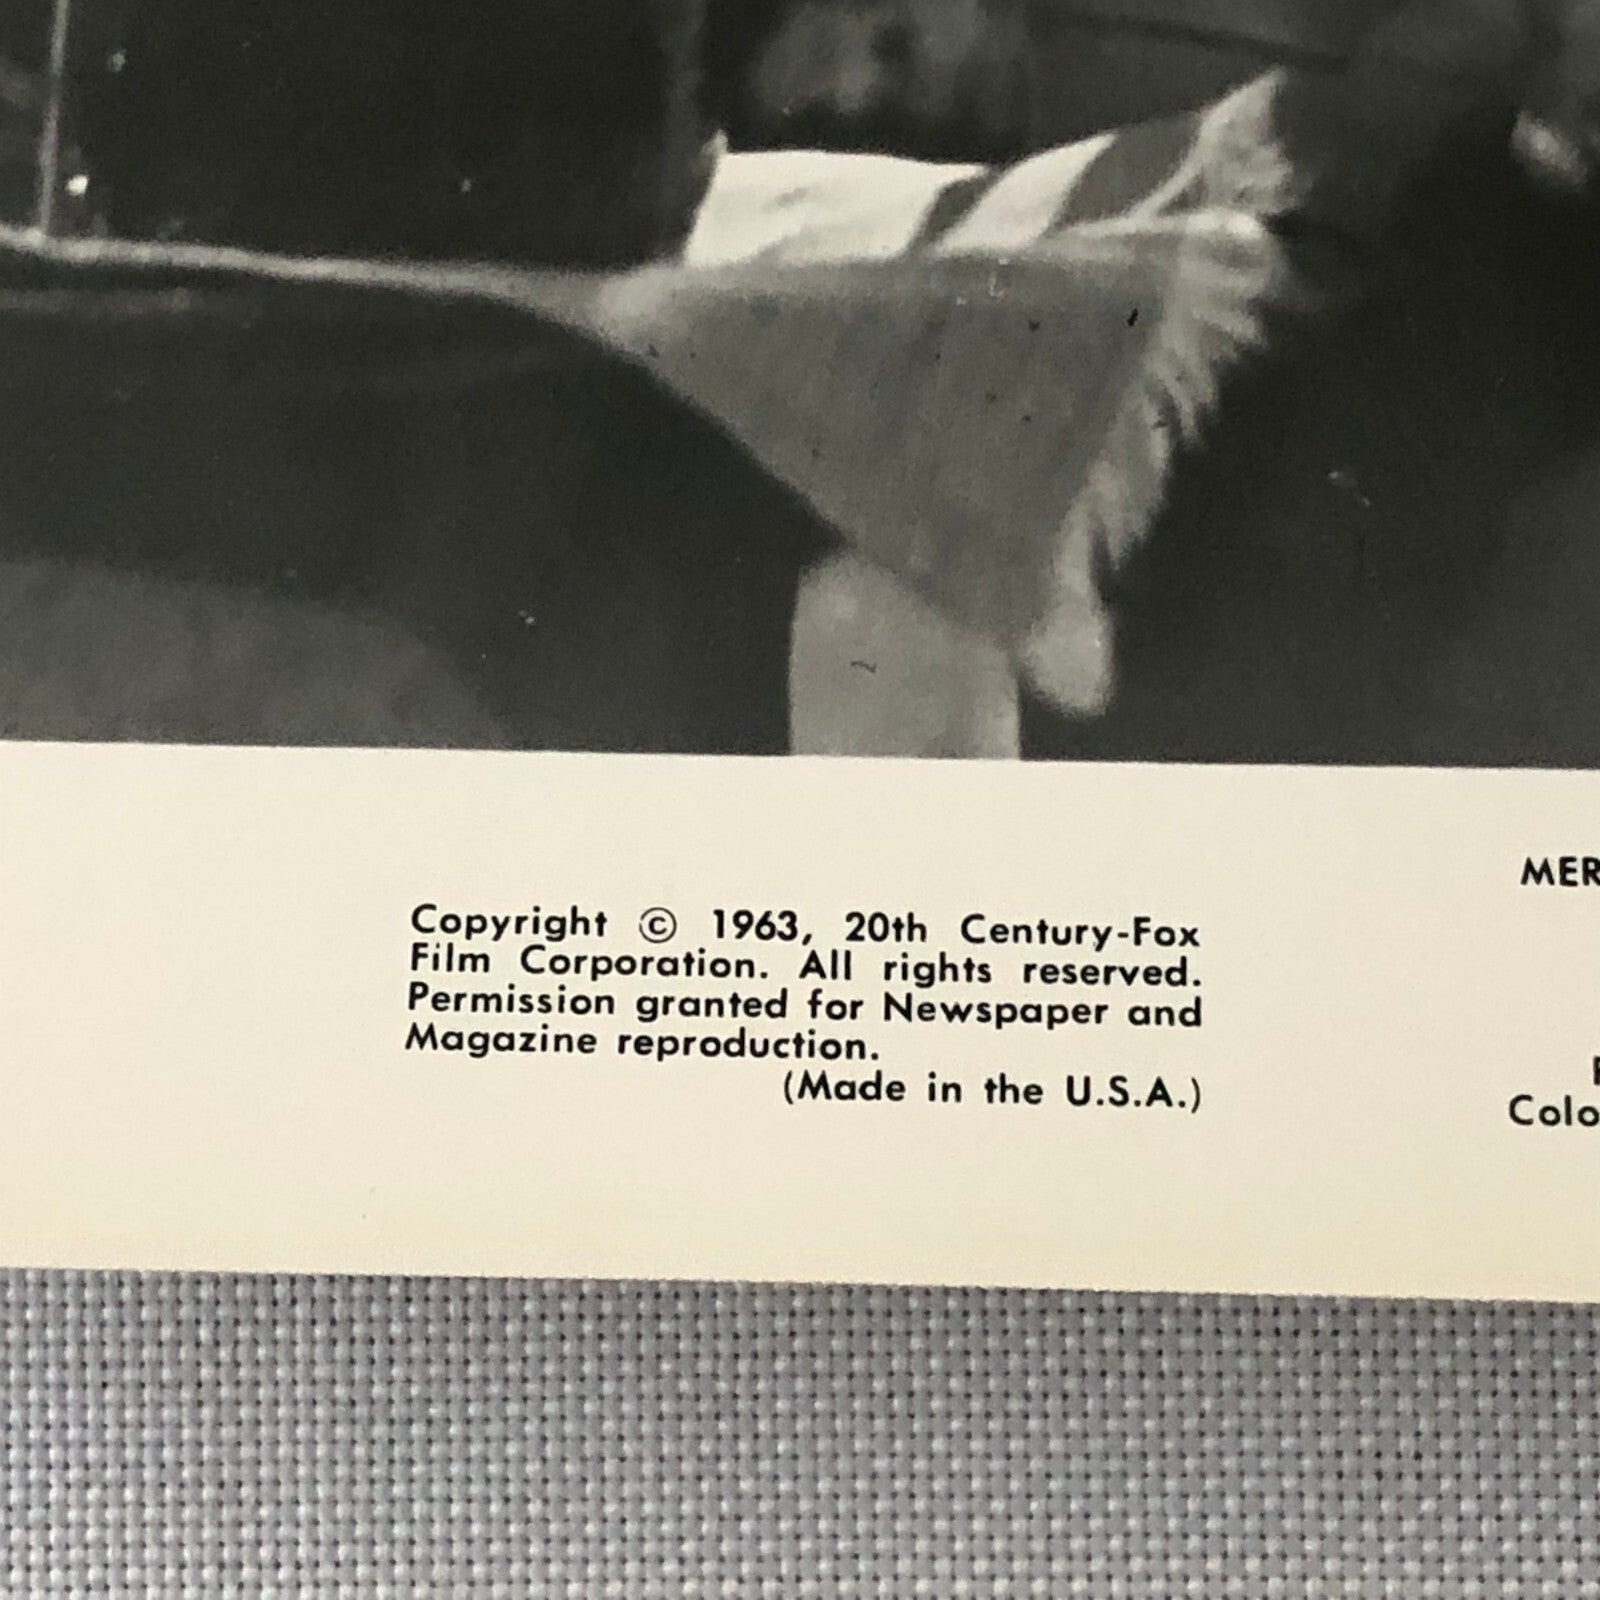 Copyright © 1963, 20th Century-Fox
Film Corporation. All rights reserved.
Permission granted for Newspaper and
Magazine reproduction.
(Made in the U.S.A.)
MER
Colo